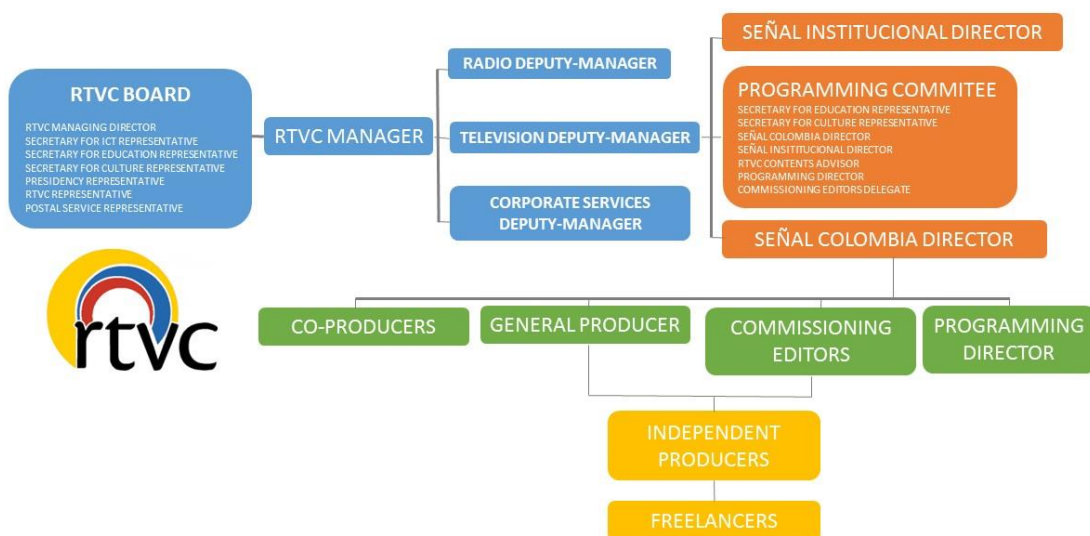 RTVC BOARD
RTVC MANAGING DIRECTOR
SECRETARY FOR ICT REPRESENTATIVE
SECRETARY FOR EDUCATION REPRESENTATIVE
SECRETARY FOR CULTURE REPRESENTATIVE
PRESIDENCY REPRESENTATIVE
RTVC REPRESENTATIVE
POSTAL SERVICE REPRESENTATIVE
rtvc
RTVC MANAGER
RADIO DEPUTY-MANAGER
TELEVISION DEPUTY-MANAGER
CORPORATE SERVICES
DEPUTY-MANAGER
SEÑAL INSTITUCIONAL DIRECTOR
PROGRAMMING COMMITEE
SECRETARY FOR EDUCATION REPRESENTATIVE
SECRETARY FOR CULTURE REPRESENTATIVE
SEÑAL COLOMBIA DIRECTOR
SEÑAL INSITITUCIONAL DIRECTOR
RTVC CONTENTS ADVISOR
PROGRAMMING DIRECTOR
COMMISSIONING EDITORS DELEGATE
SEÑAL COLOMBIA DIRECTOR
CO-PRODUCERS
GENERAL PRODUCER
COMMISSIONING
EDITORS
PROGRAMMING
DIRECTOR
INDEPENDENT
PRODUCERS
FREELANCERS